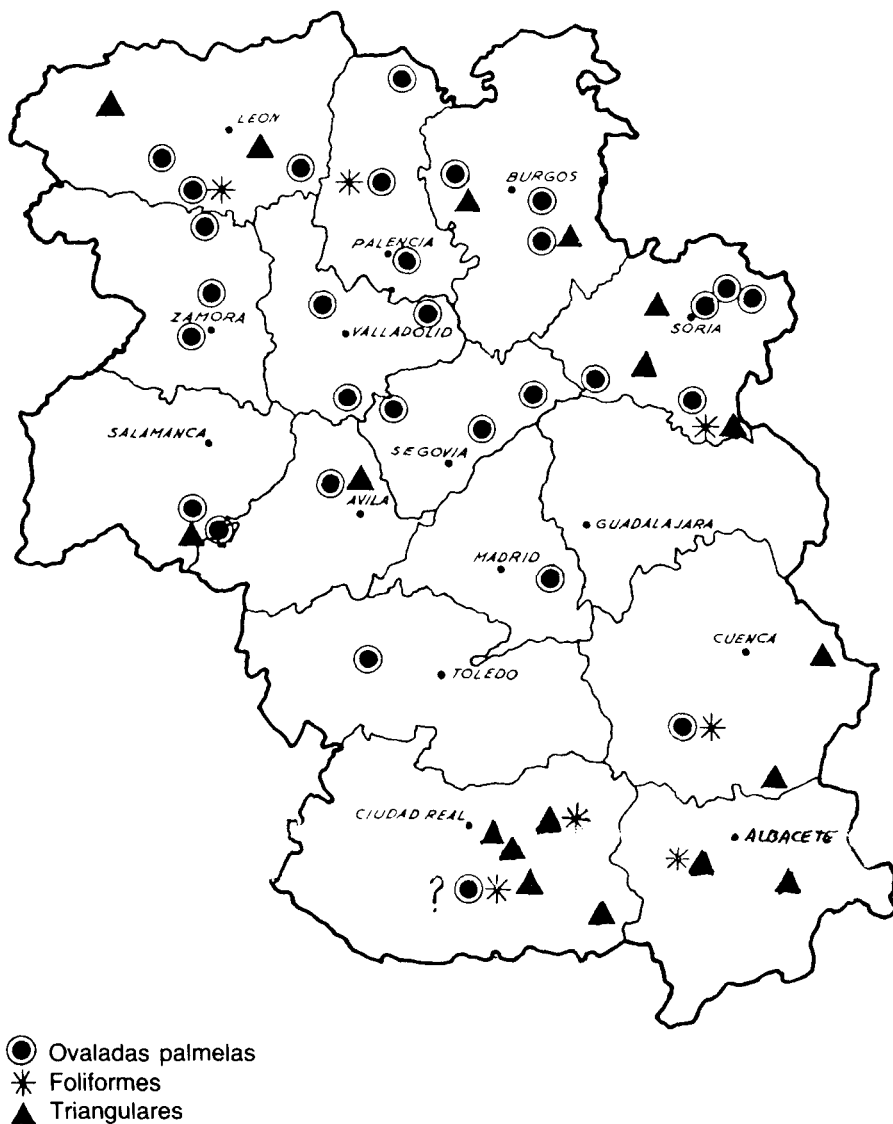 LEON
BURGOS
PALENCIA
ZAMORA
VALLADOLID
SORIA
SALAMANCA
SEGOVIA
AVILA
GUADALAJARA
MADRID
CUENCA
TOLEDO
CIUDAD REAL
ALBACETE
?
Ovaladas palmelas
Foliformes
Triangulares